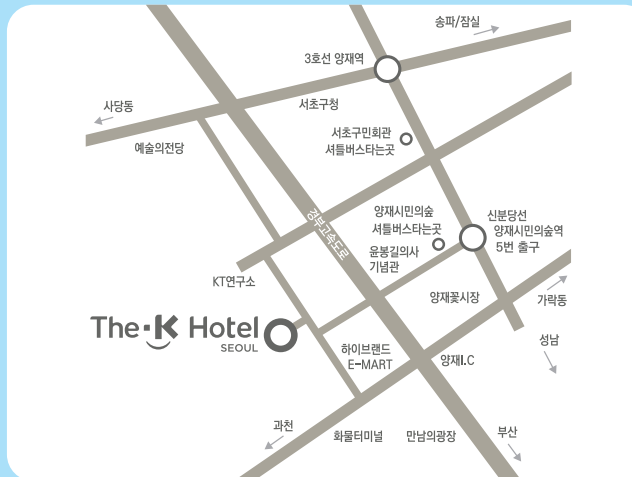 송파/잠실
3호선 양재역
사당동
서초구청
예술의전당
서초구민회관
셔틀버스타는곳
양재시민의숲
셔틀버스타는곳
신분당선
양재시민의숲역
5번 출구
경부고속도로
윤봉길의사
기념관
KT연구소
양재꽃시장
가락동
The K Hotel
SEOUL
하이브랜드
E-MART
양재I.C
성남
과천
화물터미널
만남의광장
부산